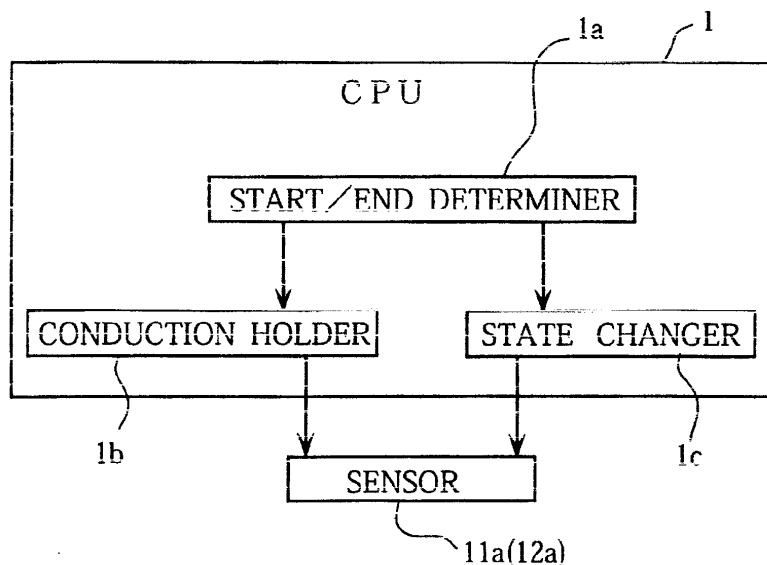 1a
1
CPU
START/END DETERMINER
CONDUCTION HOLDER
STATE CHANGER
1b
1c
SENSOR
11a(12a)